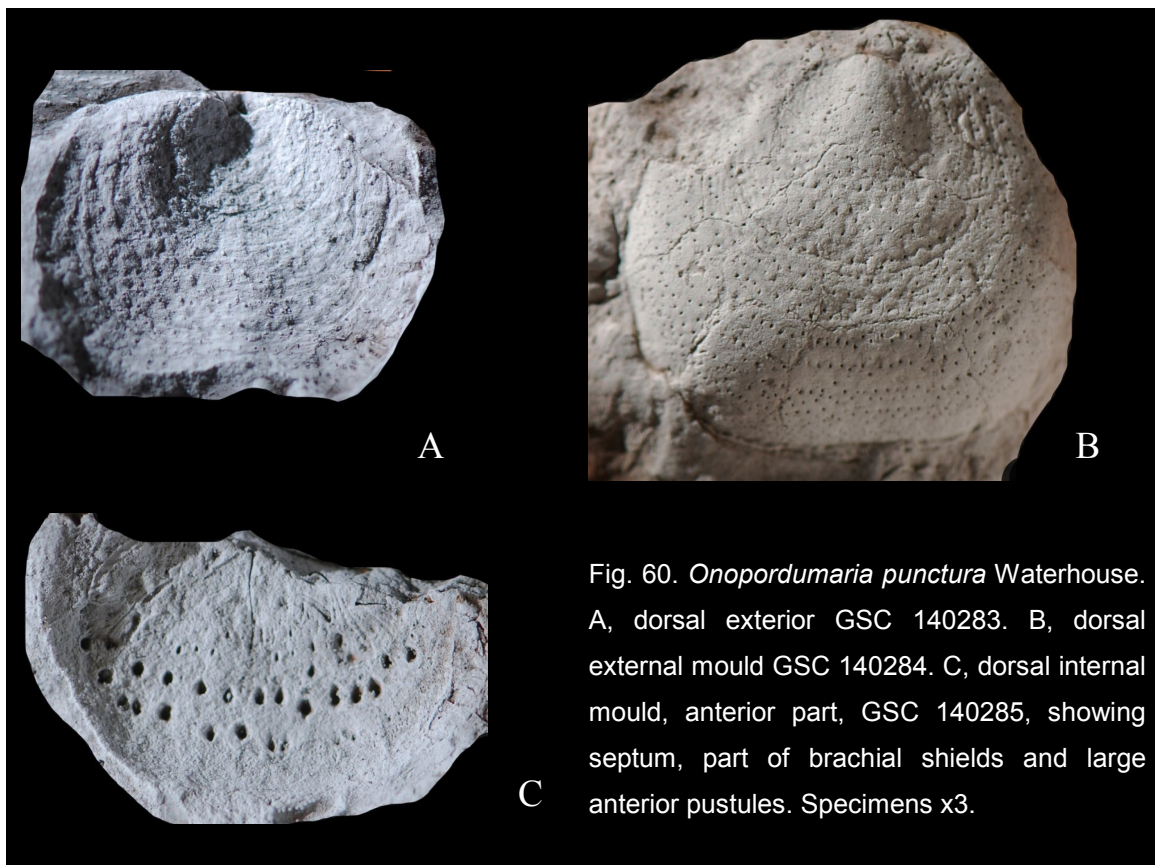 A
B
C
Fig. 60. Onopordumaria punctura Waterhouse.
A, dorsal exterior GSC 140283. B, dorsal
external mould GSC 140284. C, dorsal internal
mould, anterior part, GSC 140285, showing
septum, part of brachial shields and large
anterior pustules. Specimens x3.